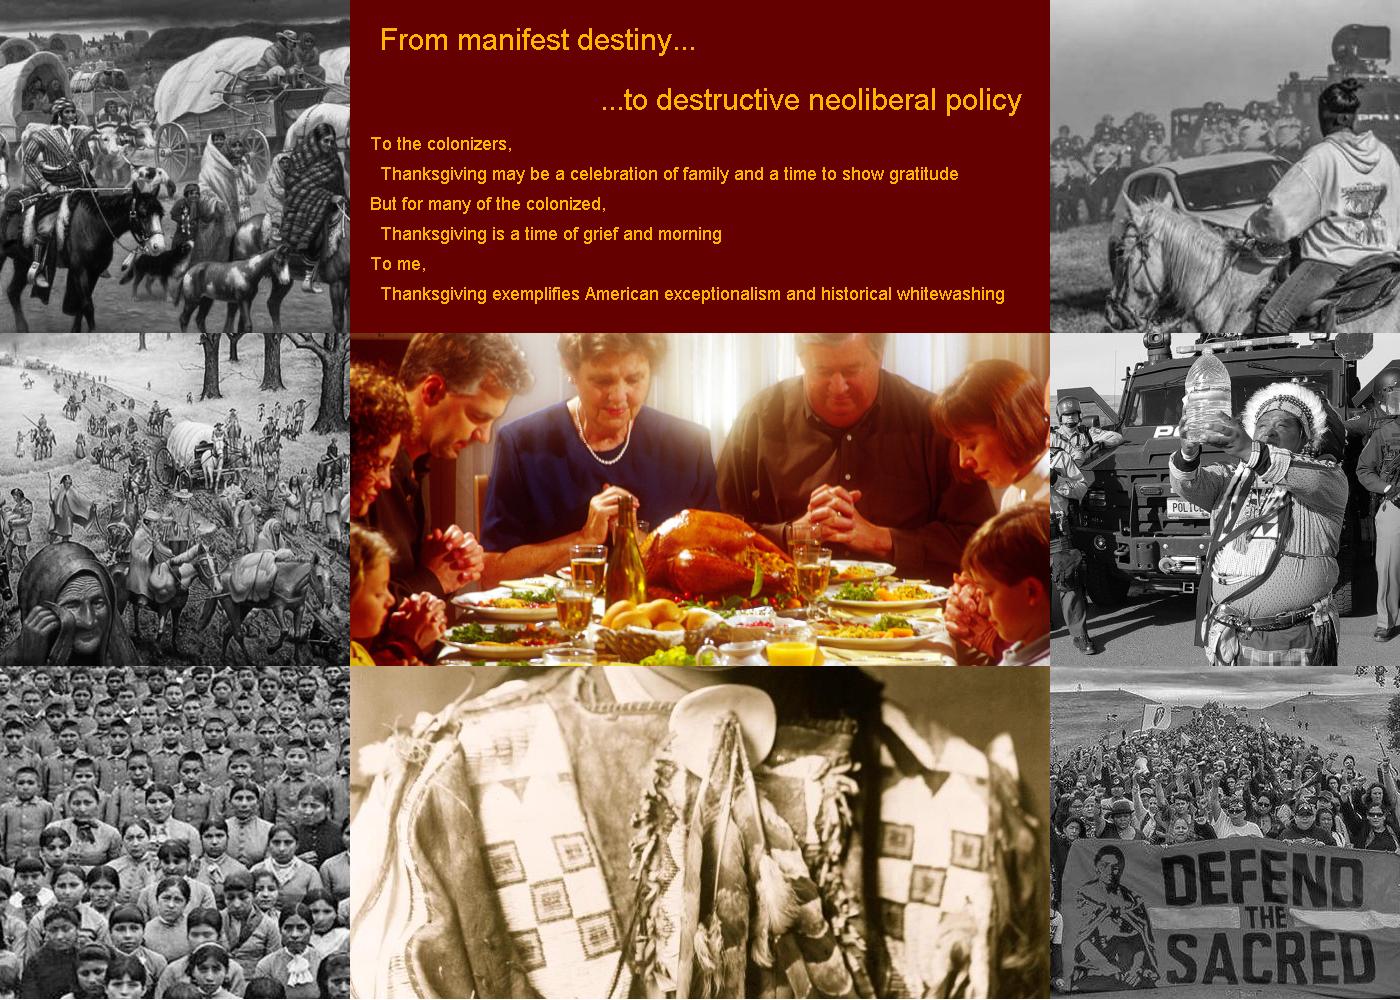 From manifest destiny...
...to destructive neoliberal policy
To the colonizers,
Thanksgiving may be a celebration of family and a time to show gratitude
But for many of the colonized,
Thanksgiving is a time of grief and morning
To me,
Thanksgiving exemplifies American exceptionalism and historical whitewashing
POLICE
DEFEND
THE
SACRED